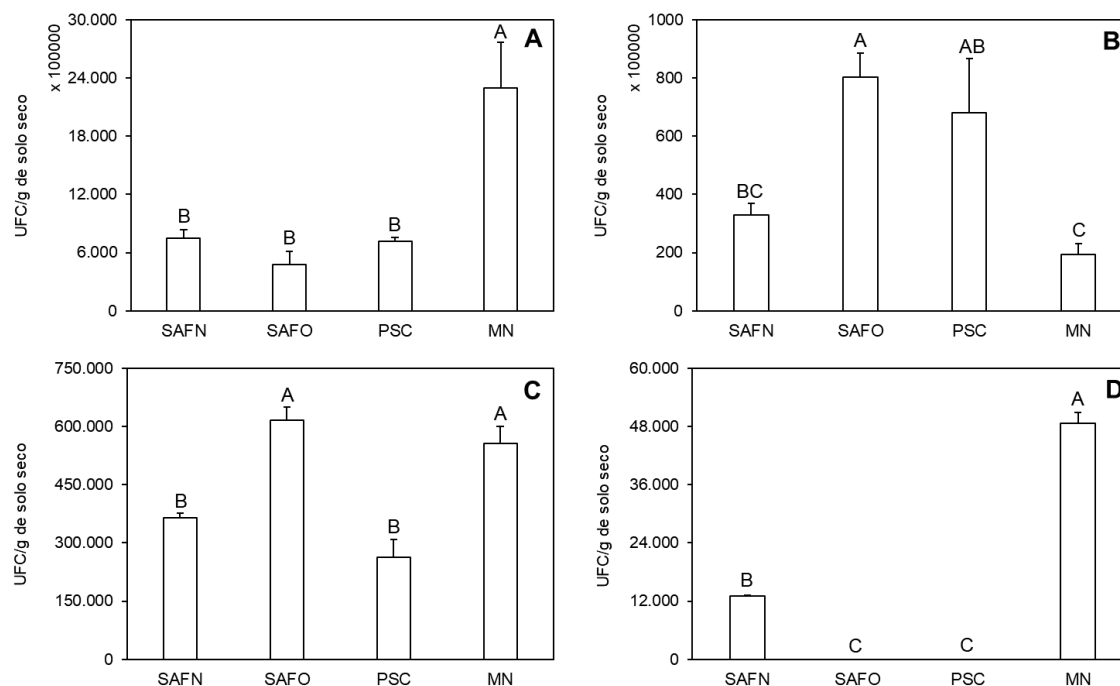 A
UFC/g de solo seco
x 100000
30.000
24.000
18.000
12.000
6.000
0
B
B
B
A
SAFN
SAFO
PSC
MN
B
UFC/g de solo seco
x 100000
1000
800
600
400
200
0
BC
A
AB
C
SAFN
SAFO
PSC
MN
C
UFC/g de solo seco
750.000
600.000
450.000
300.000
150.000
0
B
A
B
A
SAFN
SAFO
PSC
MN
D
UFC/g de solo seco
60.000
48.000
36.000
24.000
12.000
0
B
C
C
A
SAFN
SAFO
PSC
MN